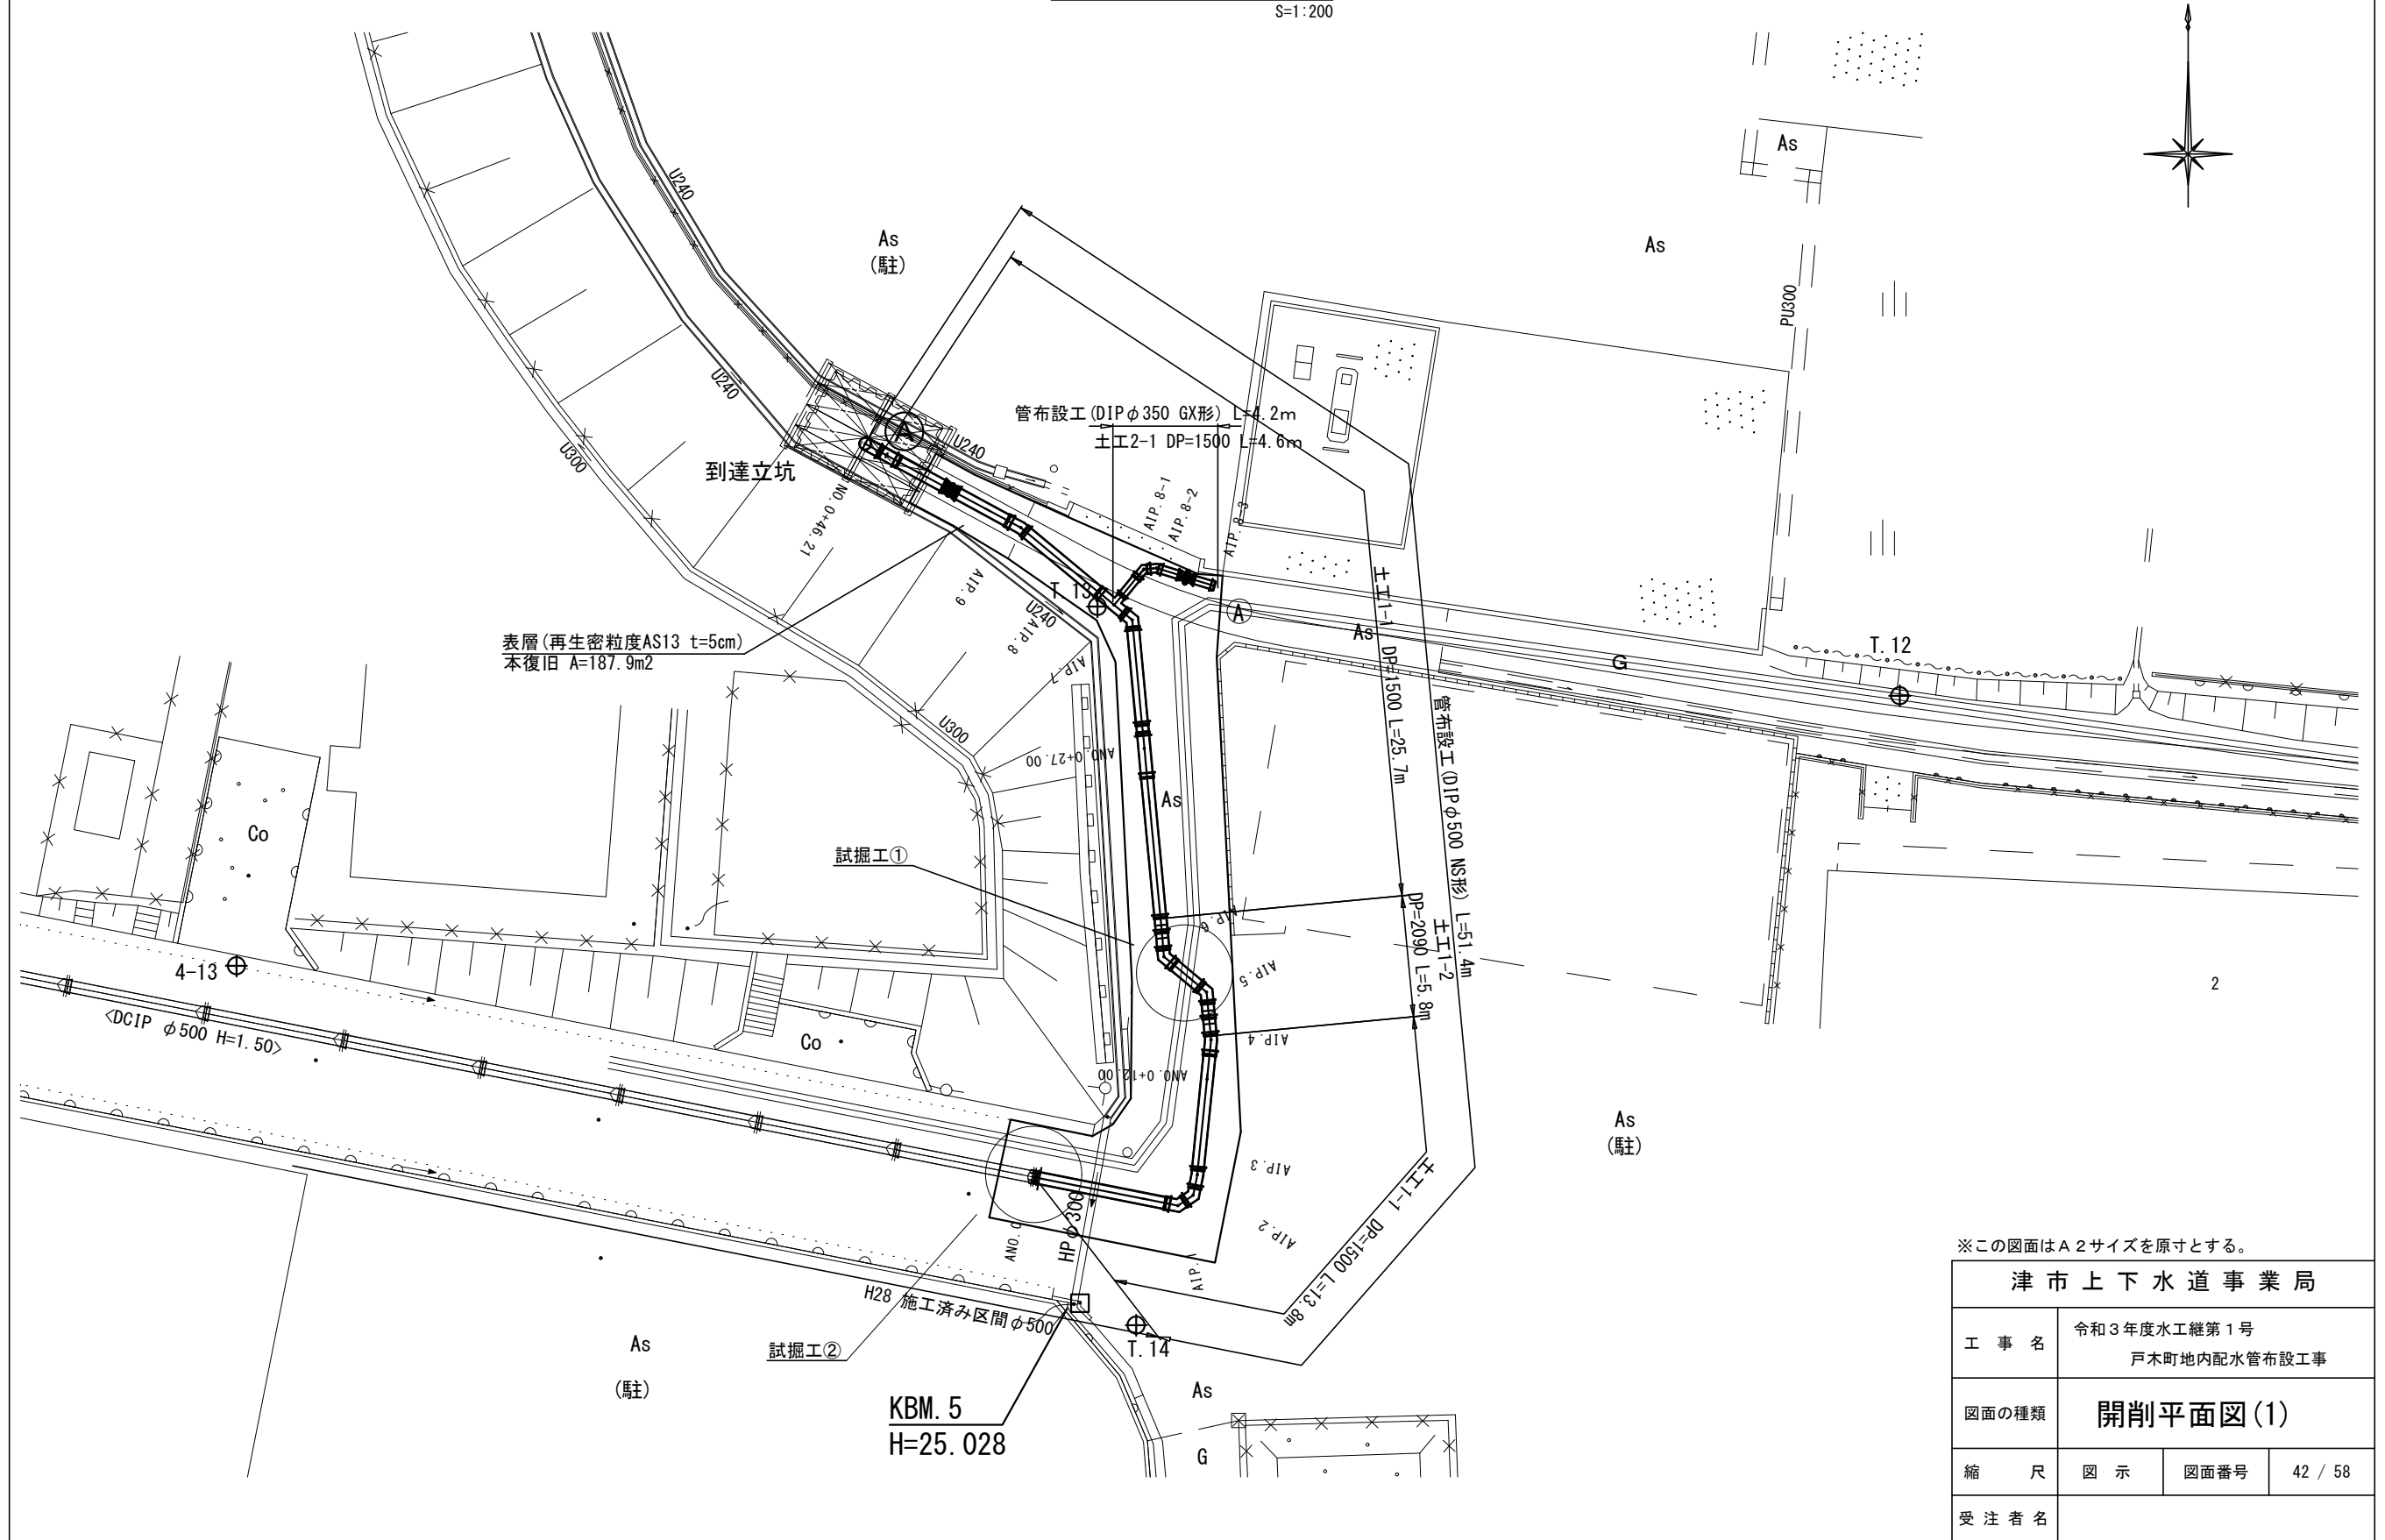 S=1:200
As
As
(駐)
As
U240
PU300
U240
管布設工(DIPφ350 GX形) L=4.2m
土工2-1 DP=1500 L=4.6m
A
U240
U300
到達立坑
NO.0+46.21
AIP.8-1
AIP.8-2
AIP.8-3
AIP.9
T.13
U240
AIP.8
A
As
土工1-1 DP=1500 L=25.7m
表層(再生密粒度AS13 t=5cm)
本復旧 A=187.9m2
AIP.7
G
T.12
管布設工(DIPφ500 NS形) L=51.4m
U300
ANO.0+27.00
As
Co
試掘工①
AIP.6
土工1-2
DP=2090 L=5.8m
4-13
AIP.5
2
<DCIP φ500 H=1.50>
Co
AIP.4
ANO.0+12.00
As
(駐)
AIP.3
土工1-1 DP=1500 L=13.8m
HPφ300
ANO.0
AIP.2
AIP.1
H28 施工済み区間φ500
試掘工②
T.14
As
(駐)
KBM.5
H=25.028
As
G
※この図面はA2サイズを原寸とする。
津市上下水道事業局
工事名
令和3年度水工継第1号
戸木町地内配水管布設工事
図面の種類
開削平面図(1)
縮尺
図示
図面番号
42 / 58
受注者名